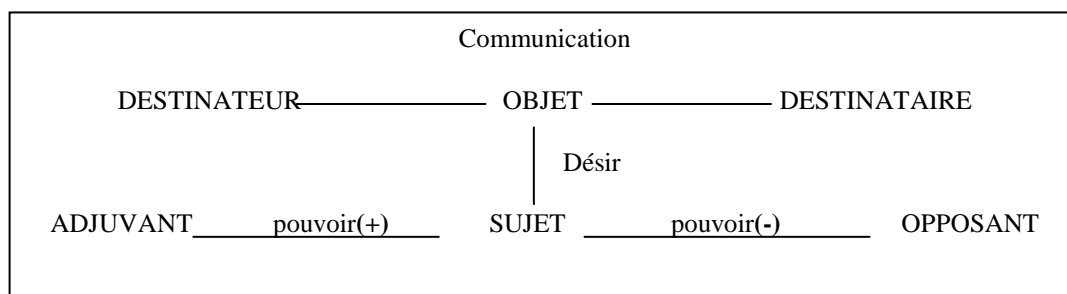 Communication
DESTINATEUR OBJET DESTINATAIRE
Désir
ADJUVANT pouvoir(+) SUJET pouvoir(-) OPPOSANT